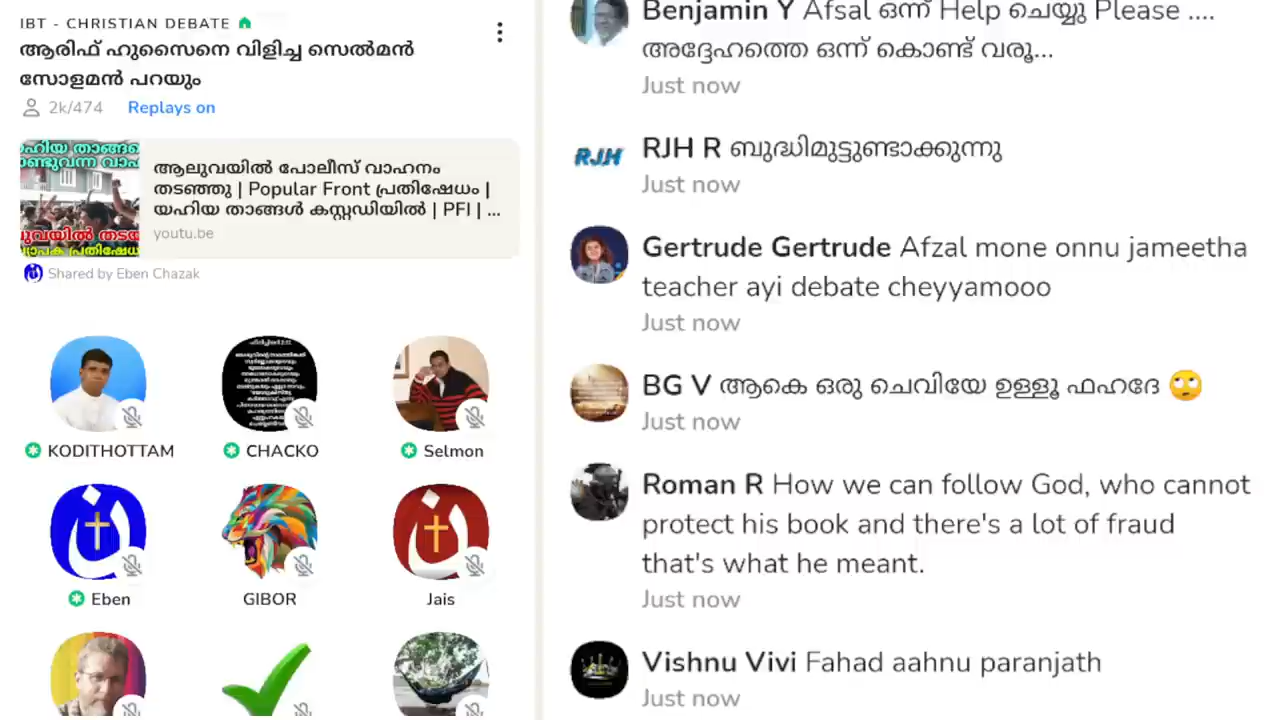 IBT - CHRISTIAN DEBATE
ആരിഫ് ഹുസൈനെ വിളിച്ച സെൽമൻ
സോളമൻ പറയും
2k/474 Replays on
ആലുവയിൽ പോലീസ് വാഹനം
തടഞ്ഞു | Popular Front പ്രതിഷേധം |
യഹിയ താങ്ങൾ കസ്റ്റഡിയിൽ | PFI | ...
youtu.be
Shared by Eben Chazak
KODITHOTTAM
CHACKO
Selmon
Eben
GIBOR
Jais
Benjamin Y Afsal ഒന്ന് Help ചെയ്യു Please ....
അദ്ദേഹത്തെ ഒന്ന് കൊണ്ട് വരൂ...
Just now
RJH
RJH R ബുദ്ധിമുട്ടുണ്ടാക്കുന്നു
Just now
Gertrude Gertrude Afzal mone onnu jameetha
teacher ayi debate cheyyamooo
Just now
BG V ആകെ ഒരു ചെവിയേ ഉള്ളൂ ഫഹദേ 🙄
Just now
Roman R How we can follow God, who cannot
protect his book and there's a lot of fraud
that's what he meant.
Just now
Vishnu Vivi Fahad aahnu paranjath
Just now